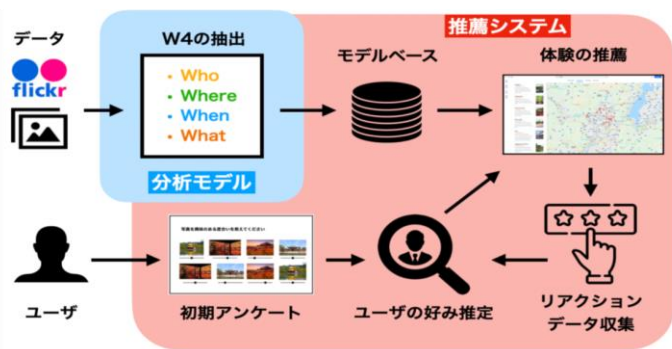 推薦システム
データ
W4の抽出
モデルベース
体験の推薦
flickr
• Who
• Where
• When
• What
分析モデル
ユーザ
初期アンケート
ユーザの好み推定
リアクション
データ収集